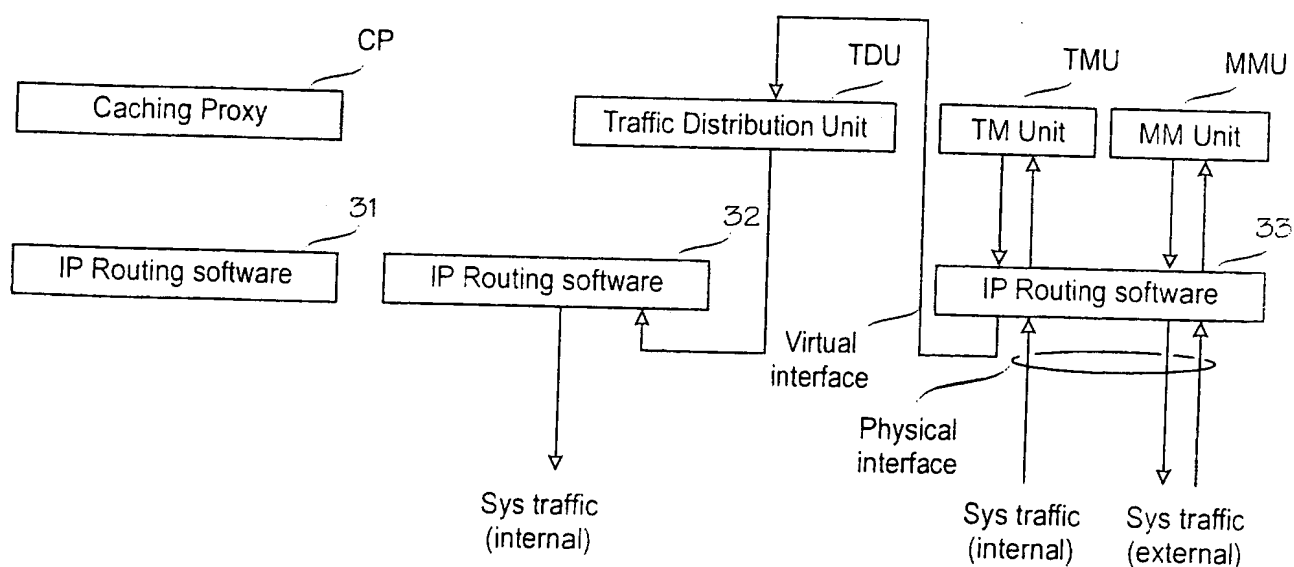 CP
TDU
TMU
MMU
Caching Proxy
Traffic Distribution Unit
TM Unit
MM Unit
31
32
33
IP Routing software
IP Routing software
IP Routing software
Virtual
interface
Physical
interface
Sys traffic
(internal)
Sys traffic
(internal)
Sys traffic
(external)